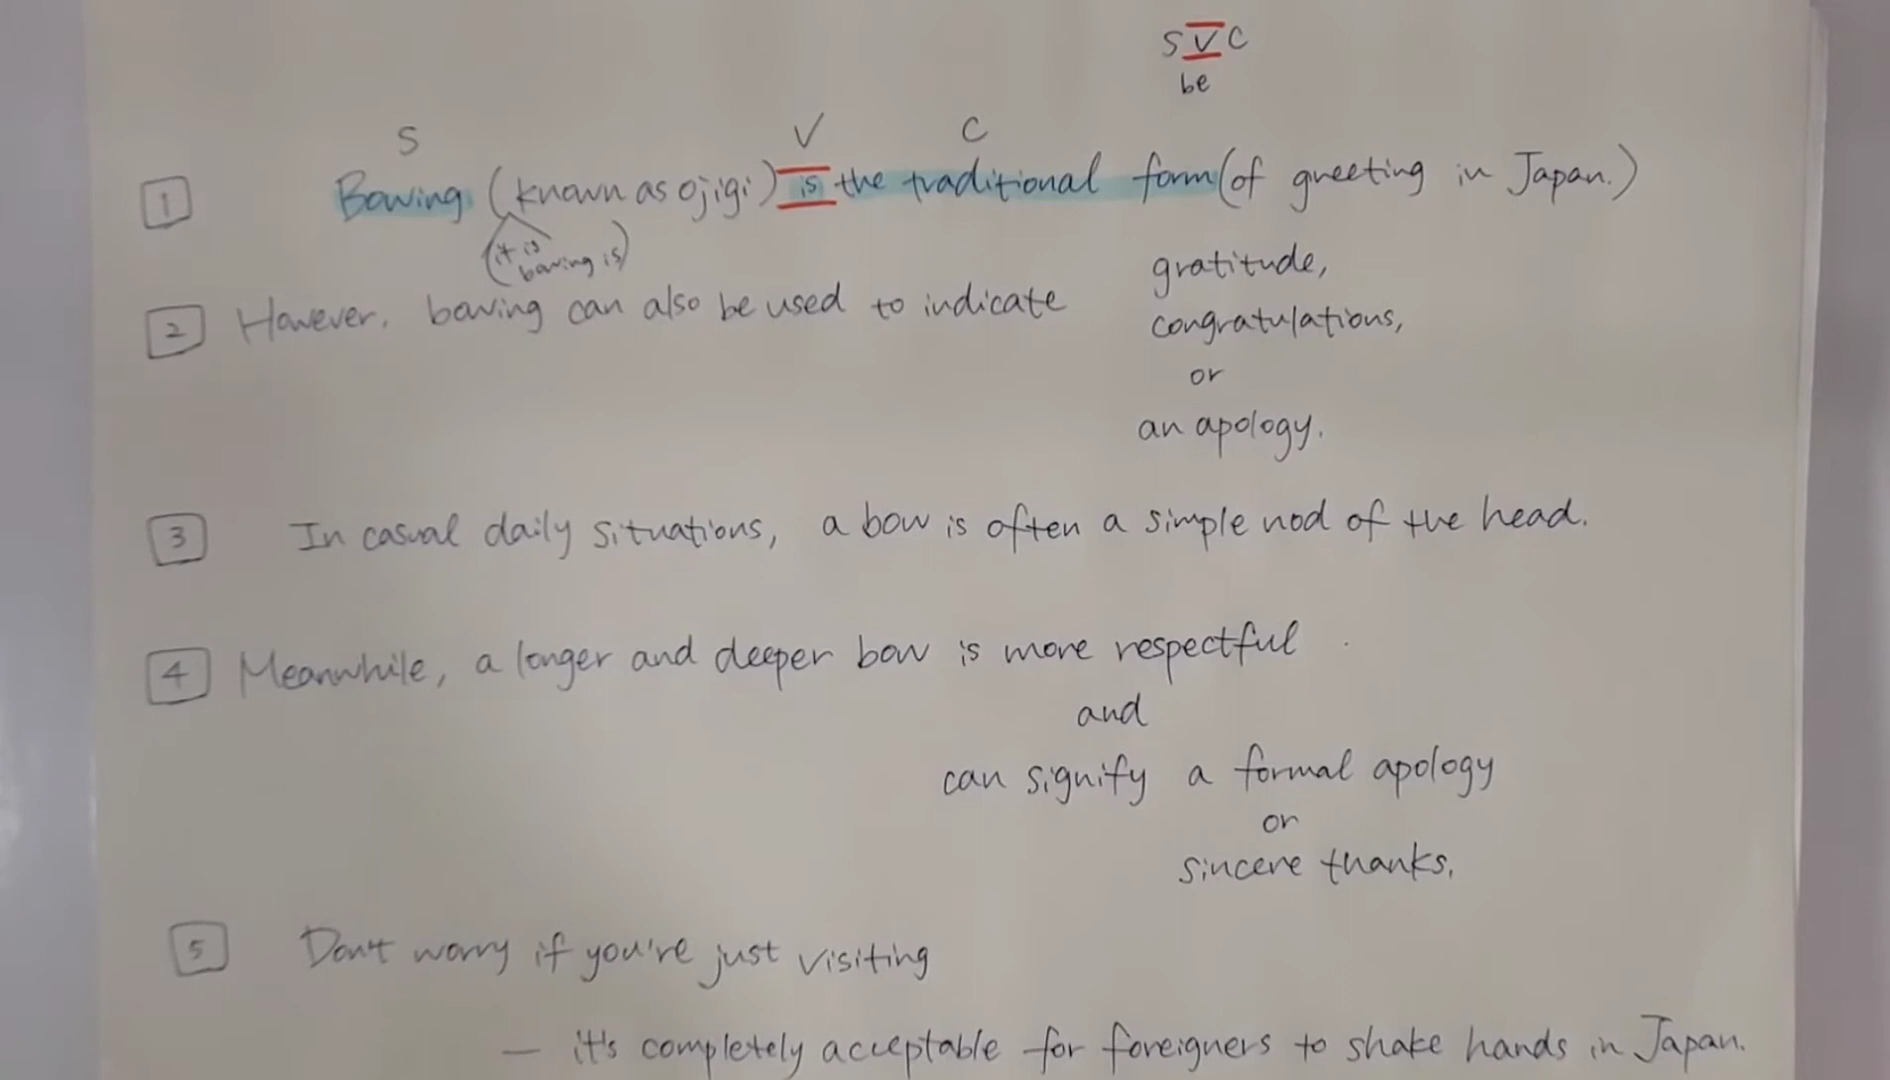 S V C
be
S V C
1 Bowing (known as ojigi) is the traditional form (of greeting in Japan.)
(it is
bowing is)
2 However, bowing can also be used to indicate gratitude,
congratulations,
or
an apology.
3 In casual daily situations, a bow is often a simple nod of the head.
4 Meanwhile, a longer and deeper bow is more respectful
and
can signify a formal apology
or
sincere thanks.
5 Don't worry if you're just visiting
— it's completely acceptable for foreigners to shake hands in Japan.